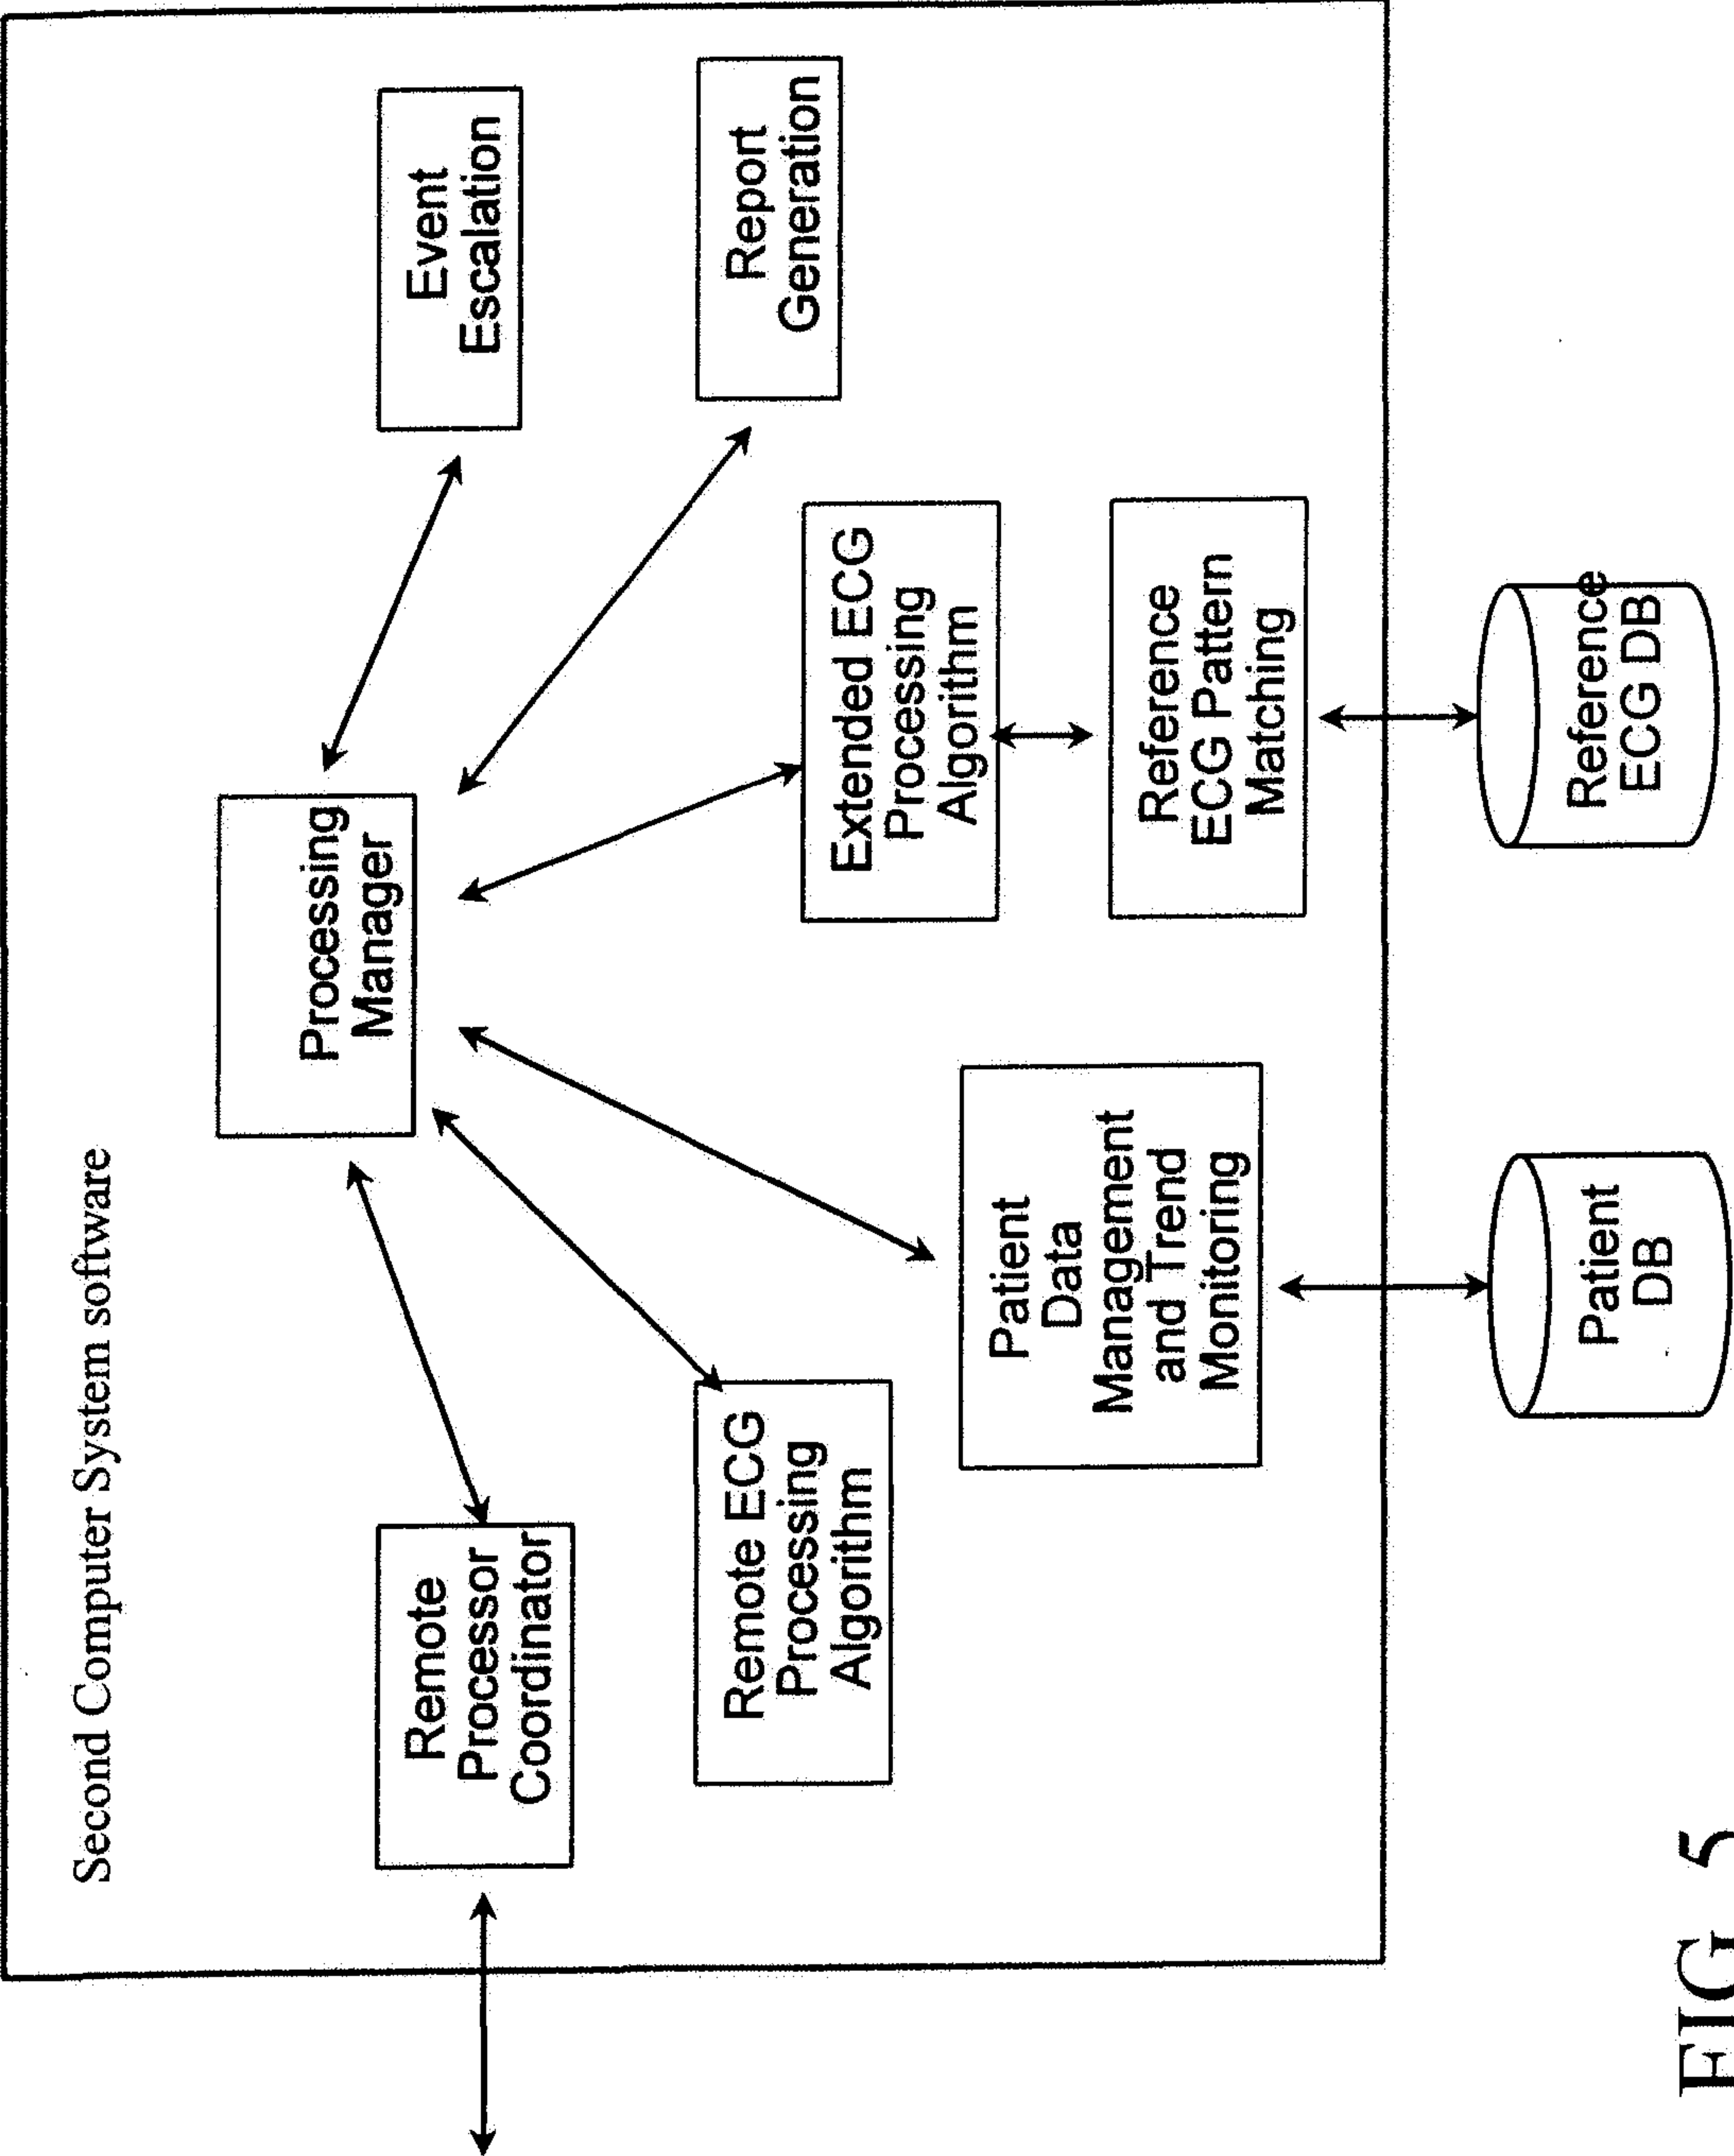 Second Computer System software
Processing
Manager
Remote
Processor
Coordinator
Event
Escalation
Remote ECG
Processing
Algorithm
Report
Generation
Extended ECG
Processing
Algorithm
Patient
Data
Management
and Trend
Monitoring
Reference
ECG Pattern
Matching
Patient
DB
Reference
ECG DB
FIG 5